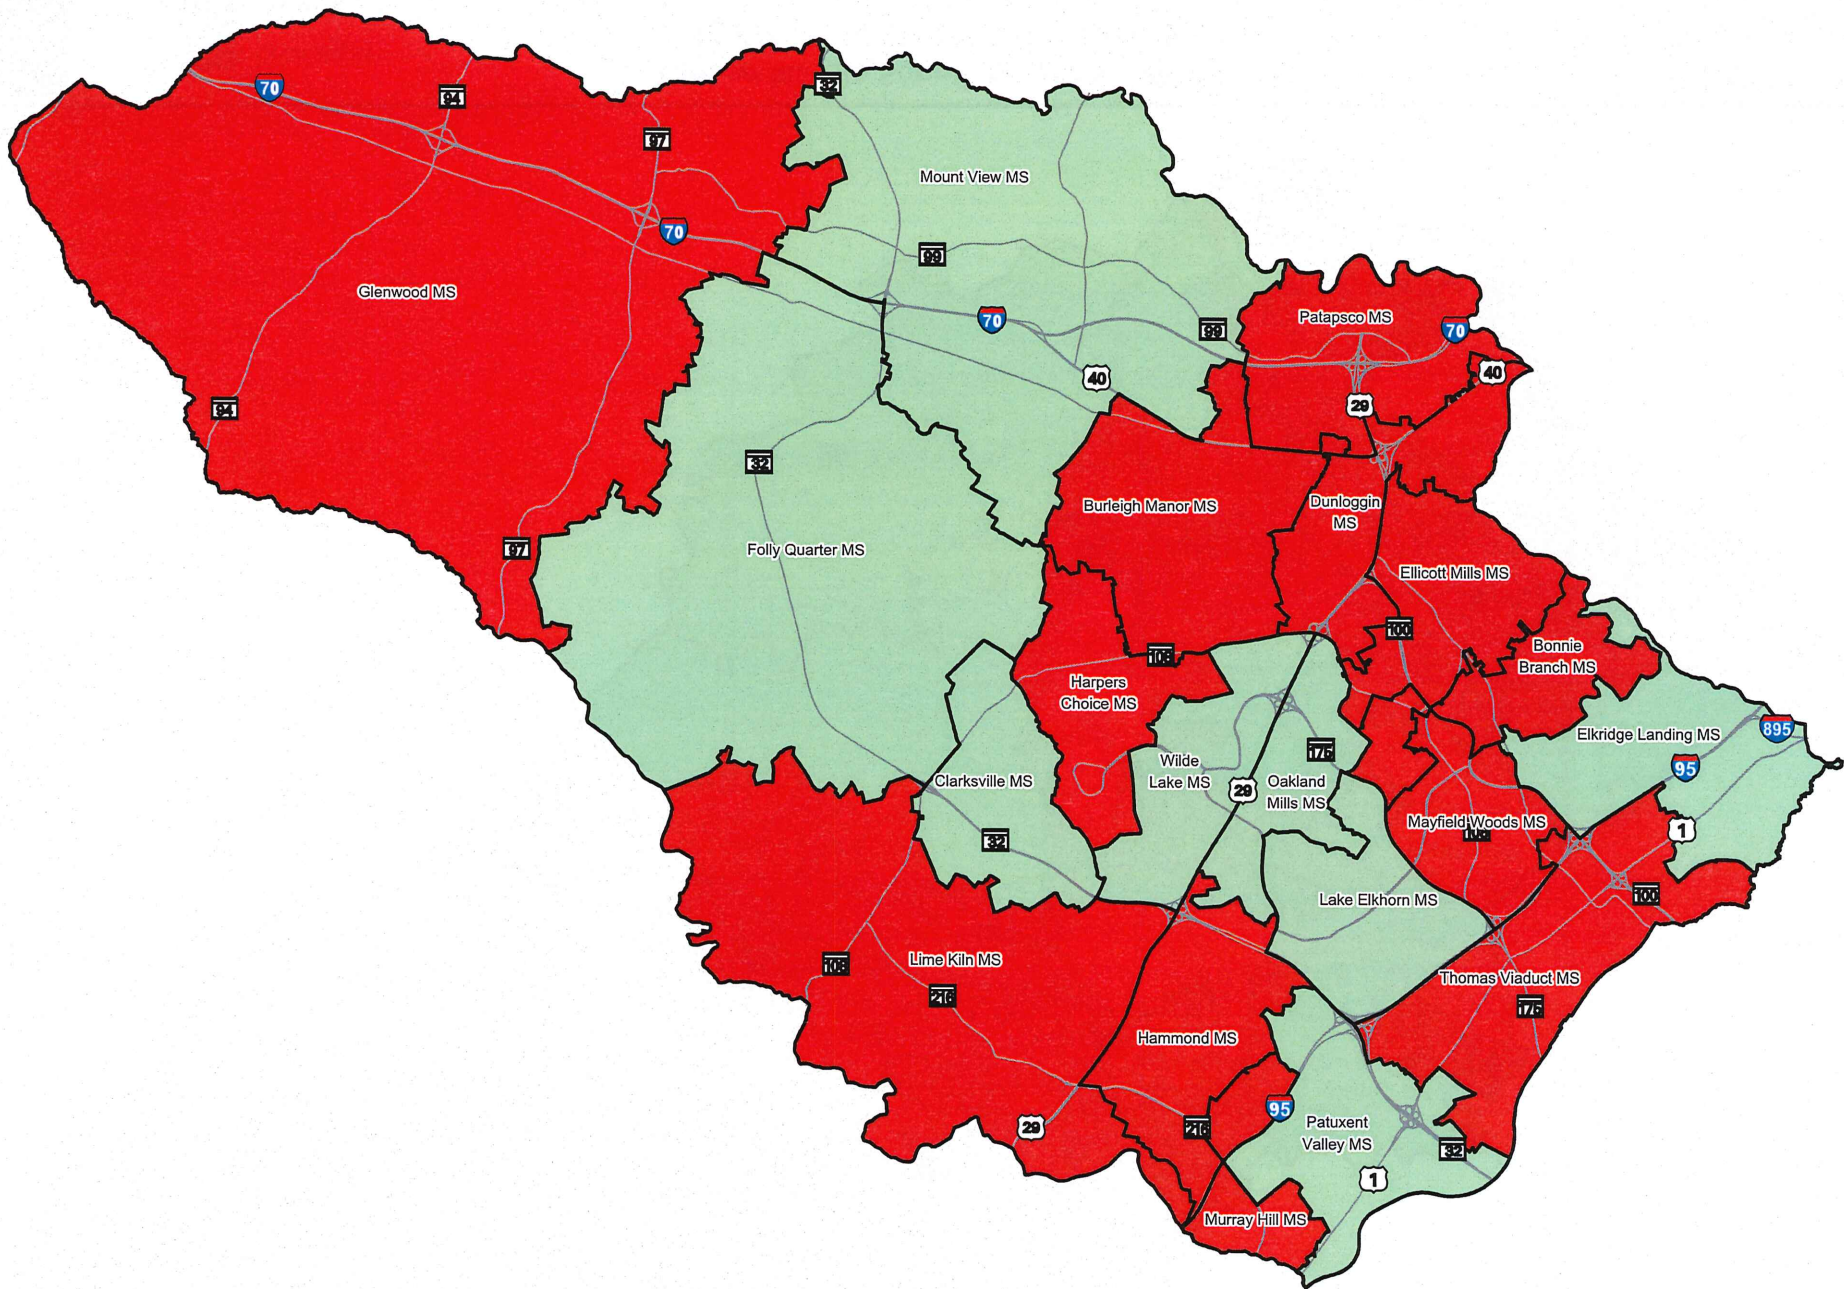 70
94
32
97
Mount View MS
70
99
Glenwood MS
70
99
Patapsco MS
70
40
40
94
29
32
Burleigh Manor MS
Dunloggin
MS
97
Folly Quarter MS
Ellicott Mills MS
100
108
Bonnie
Branch MS
Harpers
Choice MS
895
Elkridge Landing MS
175
95
Wilde
Lake MS
Clarksville MS
29
Oakland
Mills MS
Mayfield Woods MS
108
1
32
Lake Elkhorn MS
100
Lime Kiln MS
108
216
Thomas Viaduct MS
175
Hammond MS
95
29
216
Patuxent
Valley MS
32
1
Murray Hill MS